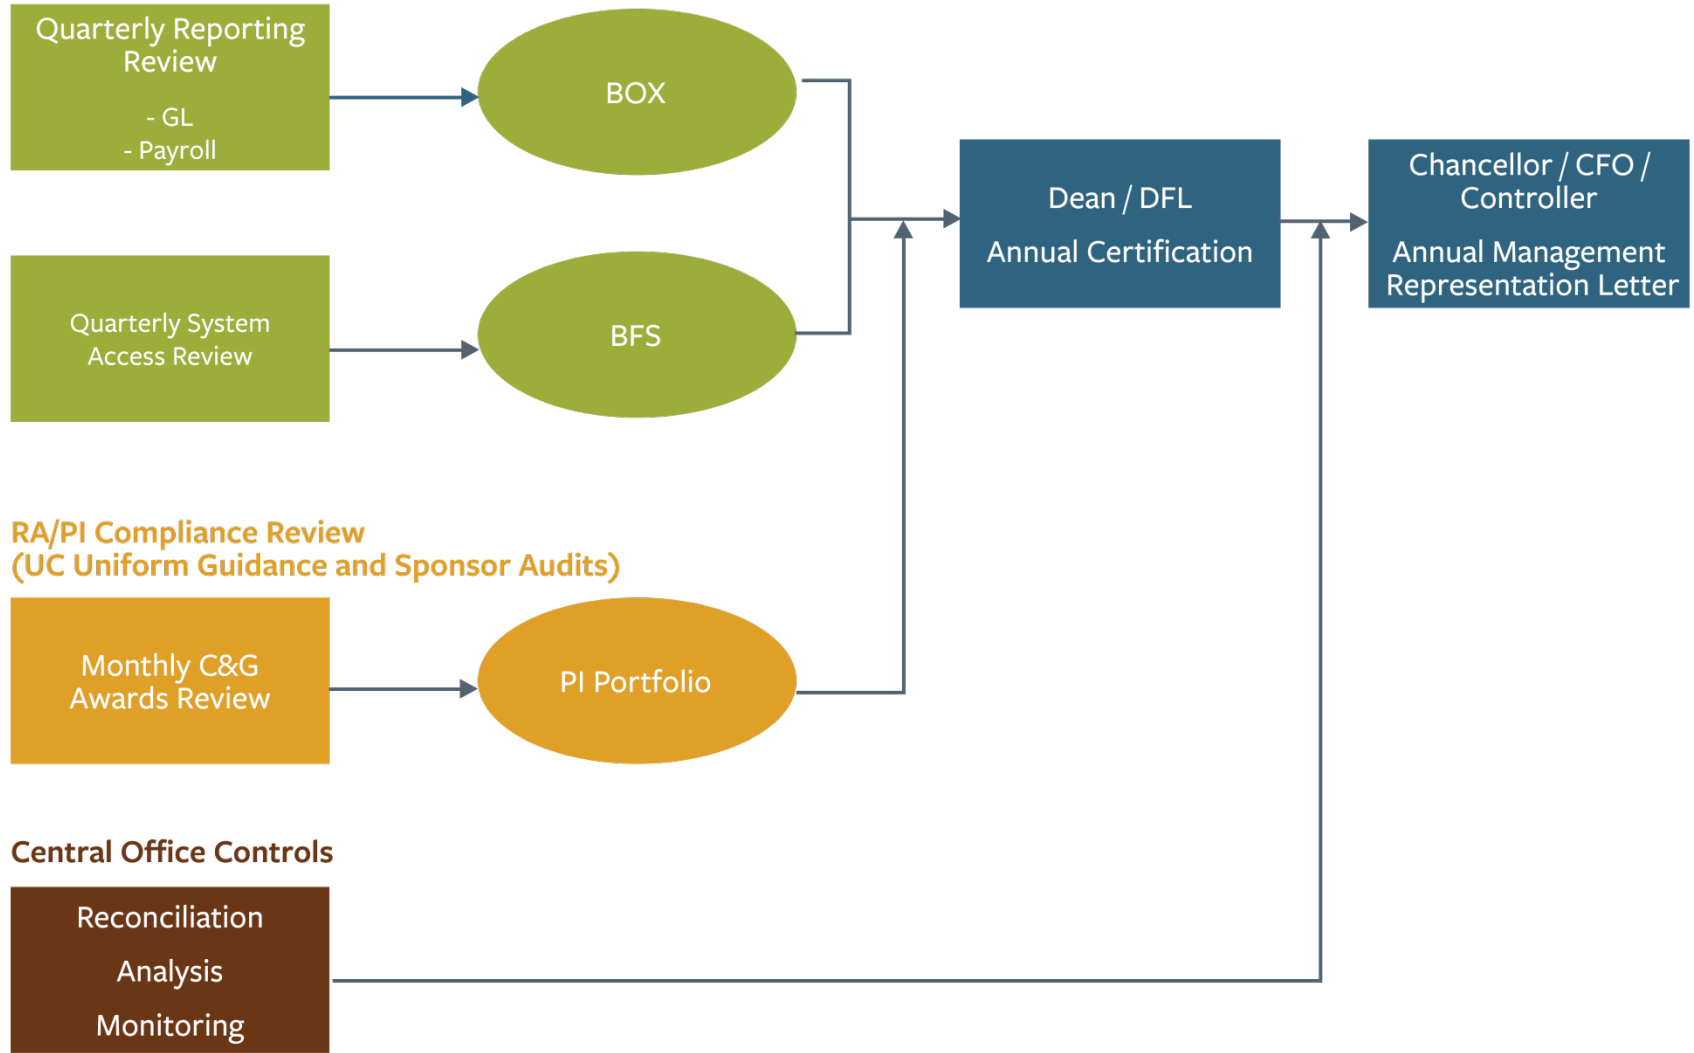 Quarterly Reporting
Review
- GL
- Payroll
BOX
Quarterly System
Access Review
BFS
Dean / DFL
Annual Certification
Chancellor / CFO /
Controller
Annual Management
Representation Letter
RA/PI Compliance Review
(UC Uniform Guidance and Sponsor Audits)
Monthly C&G
Awards Review
PI Portfolio
Central Office Controls
Reconciliation
Analysis
Monitoring